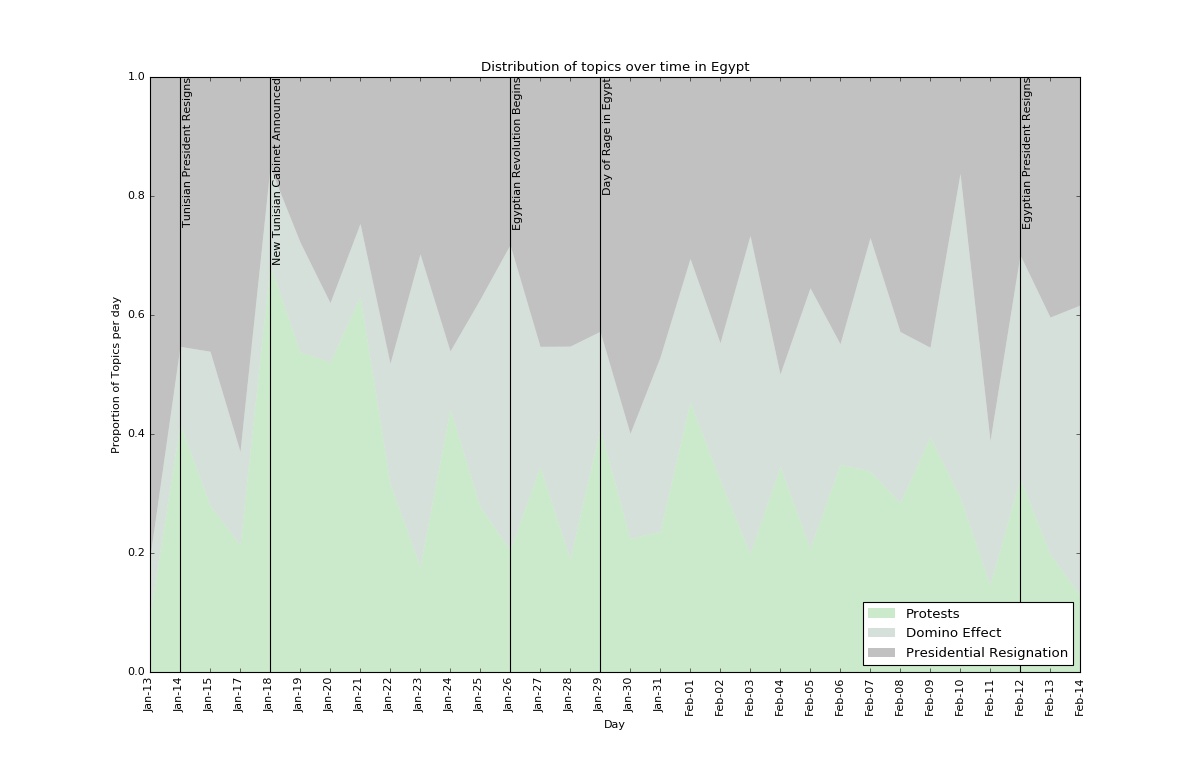 Distribution of topics over time in Egypt
1.0
0.8
0.6
0.4
0.2
0.0
Proportion of Topics per day
Tunisian President Resigns
New Tunisian Cabinet Announced
Egyptian Revolution Begins
Day of Rage in Egypt
Egyptian President Resigns
Protests
Domino Effect
Presidential Resignation
Jan-13
Jan-14
Jan-15
Jan-17
Jan-18
Jan-19
Jan-20
Jan-21
Jan-22
Jan-23
Jan-24
Jan-25
Jan-26
Jan-27
Jan-28
Jan-29
Jan-30
Jan-31
Feb-01
Feb-02
Feb-03
Feb-04
Feb-05
Feb-06
Feb-07
Feb-08
Feb-09
Feb-10
Feb-11
Feb-12
Feb-13
Feb-14
Day